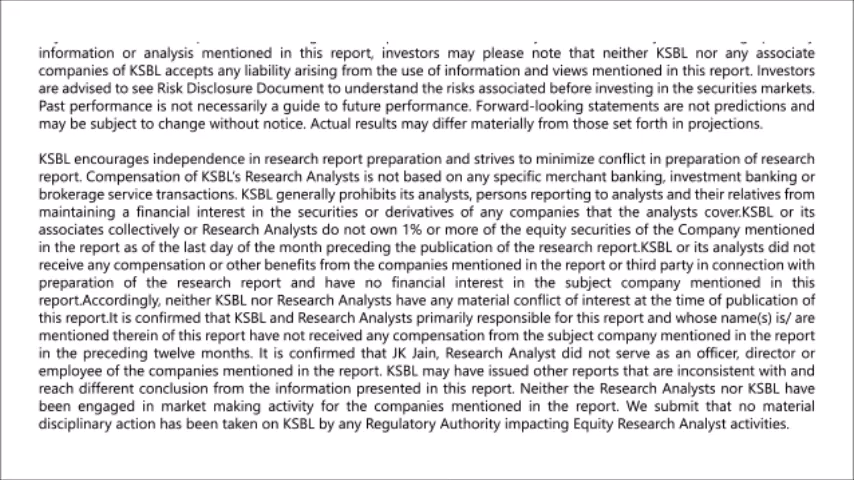 information or analysis mentioned in this report, investors may please note that neither KSBL nor any associate
companies of KSBL accepts any liability arising from the use of information and views mentioned in this report. Investors
are advised to see Risk Disclosure Document to understand the risks associated before investing in the securities markets.
Past performance is not necessarily a guide to future performance. Forward-looking statements are not predictions and
may be subject to change without notice. Actual results may differ materially from those set forth in projections.
KSBL encourages independence in research report preparation and strives to minimize conflict in preparation of research
report. Compensation of KSBL's Research Analysts is not based on any specific merchant banking, investment banking or
brokerage service transactions. KSBL generally prohibits its analysts, persons reporting to analysts and their relatives from
maintaining a financial interest in the securities or derivatives of any companies that the analysts cover.KSBL or its
associates collectively or Research Analysts do not own 1% or more of the equity securities of the Company mentioned
in the report as of the last day of the month preceding the publication of the research report.KSBL or its analysts did not
receive any compensation or other benefits from the companies mentioned in the report or third party in connection with
preparation of the research report and have no financial interest in the subject company mentioned in this
report.Accordingly, neither KSBL nor Research Analysts have any material conflict of interest at the time of publication of
this report.It is confirmed that KSBL and Research Analysts primarily responsible for this report and whose name(s) is/ are
mentioned therein of this report have not received any compensation from the subject company mentioned in the report
in the preceding twelve months. It is confirmed that JK Jain, Research Analyst did not serve as an officer, director or
employee of the companies mentioned in the report. KSBL may have issued other reports that are inconsistent with and
reach different conclusion from the information presented in this report. Neither the Research Analysts nor KSBL have
been engaged in market making activity for the companies mentioned in the report. We submit that no material
disciplinary action has been taken on KSBL by any Regulatory Authority impacting Equity Research Analyst activities.